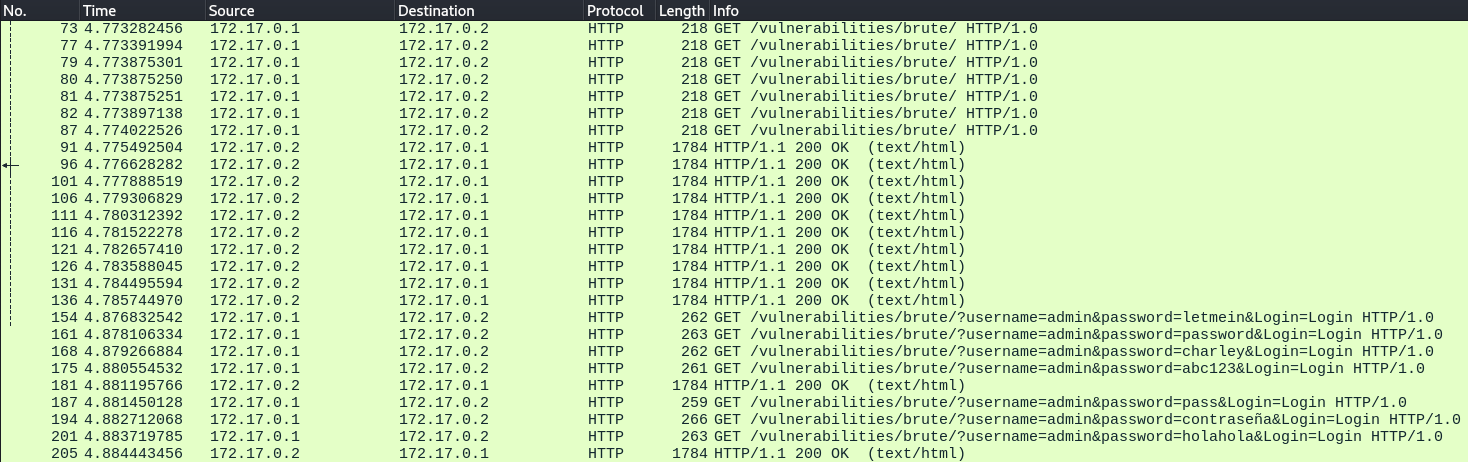 No. Time Source Destination Protocol Length Info
73 4.773282456 172.17.0.1 172.17.0.2 HTTP 218 GET /vulnerabilities/brute/ HTTP/1.0
77 4.773391994 172.17.0.1 172.17.0.2 HTTP 218 GET /vulnerabilities/brute/ HTTP/1.0
79 4.773875301 172.17.0.1 172.17.0.2 HTTP 218 GET /vulnerabilities/brute/ HTTP/1.0
80 4.773875250 172.17.0.1 172.17.0.2 HTTP 218 GET /vulnerabilities/brute/ HTTP/1.0
81 4.773875251 172.17.0.1 172.17.0.2 HTTP 218 GET /vulnerabilities/brute/ HTTP/1.0
82 4.773897138 172.17.0.1 172.17.0.2 HTTP 218 GET /vulnerabilities/brute/ HTTP/1.0
87 4.774022526 172.17.0.1 172.17.0.2 HTTP 218 GET /vulnerabilities/brute/ HTTP/1.0
91 4.775492504 172.17.0.2 172.17.0.1 HTTP 1784 HTTP/1.1 200 OK (text/html)
96 4.776628282 172.17.0.2 172.17.0.1 HTTP 1784 HTTP/1.1 200 OK (text/html)
101 4.777888519 172.17.0.2 172.17.0.1 HTTP 1784 HTTP/1.1 200 OK (text/html)
106 4.779306829 172.17.0.2 172.17.0.1 HTTP 1784 HTTP/1.1 200 OK (text/html)
111 4.780312392 172.17.0.2 172.17.0.1 HTTP 1784 HTTP/1.1 200 OK (text/html)
116 4.781522278 172.17.0.2 172.17.0.1 HTTP 1784 HTTP/1.1 200 OK (text/html)
121 4.782657410 172.17.0.2 172.17.0.1 HTTP 1784 HTTP/1.1 200 OK (text/html)
126 4.783588045 172.17.0.2 172.17.0.1 HTTP 1784 HTTP/1.1 200 OK (text/html)
131 4.784495594 172.17.0.2 172.17.0.1 HTTP 1784 HTTP/1.1 200 OK (text/html)
136 4.785744970 172.17.0.2 172.17.0.1 HTTP 1784 HTTP/1.1 200 OK (text/html)
154 4.876832542 172.17.0.1 172.17.0.2 HTTP 262 GET /vulnerabilities/brute/?username=admin&password=letmein&Login=Login HTTP/1.0
161 4.878106334 172.17.0.1 172.17.0.2 HTTP 263 GET /vulnerabilities/brute/?username=admin&password=password&Login=Login HTTP/1.0
168 4.879266884 172.17.0.1 172.17.0.2 HTTP 262 GET /vulnerabilities/brute/?username=admin&password=charley&Login=Login HTTP/1.0
175 4.880554532 172.17.0.1 172.17.0.2 HTTP 261 GET /vulnerabilities/brute/?username=admin&password=abc123&Login=Login HTTP/1.0
181 4.881195766 172.17.0.2 172.17.0.1 HTTP 1784 HTTP/1.1 200 OK (text/html)
187 4.881450128 172.17.0.1 172.17.0.2 HTTP 259 GET /vulnerabilities/brute/?username=admin&password=pass&Login=Login HTTP/1.0
194 4.882712068 172.17.0.1 172.17.0.2 HTTP 266 GET /vulnerabilities/brute/?username=admin&password=contraseña&Login=Login HTTP/1.0
201 4.883719785 172.17.0.1 172.17.0.2 HTTP 263 GET /vulnerabilities/brute/?username=admin&password=holahola&Login=Login HTTP/1.0
205 4.884443456 172.17.0.2 172.17.0.1 HTTP 1784 HTTP/1.1 200 OK (text/html)